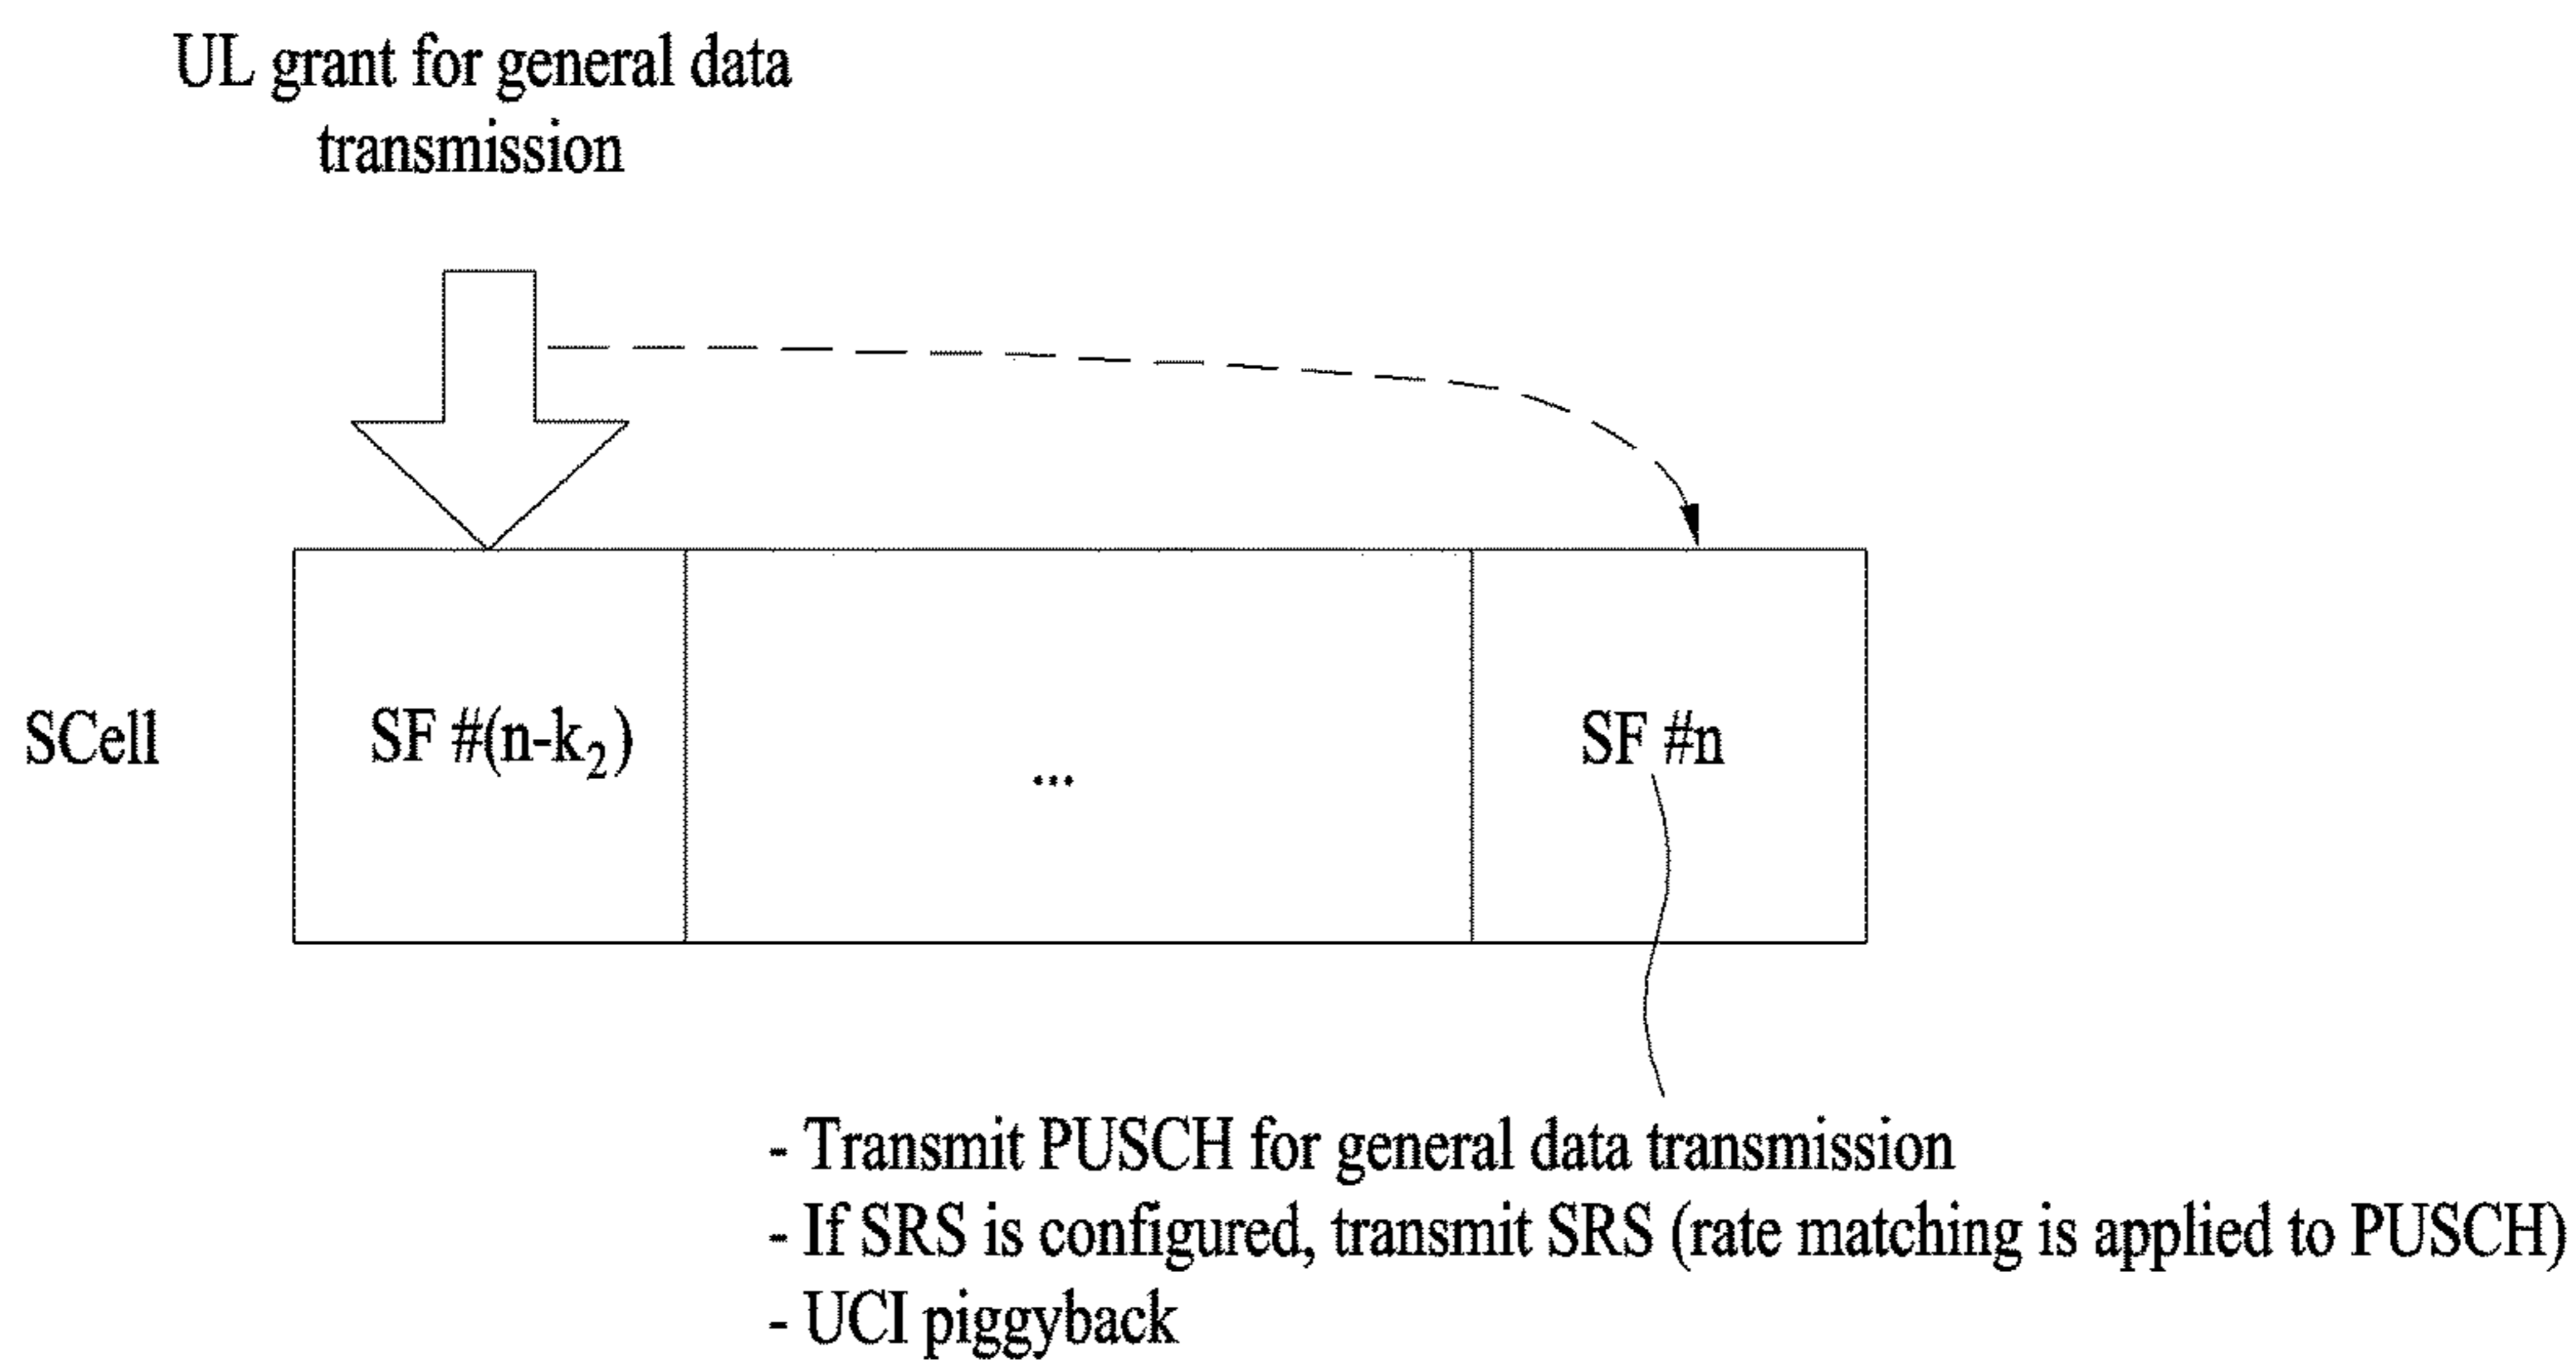 UL grant for general data
transmission
SCell
SF #(n-k₂)
...
SF #n
- Transmit PUSCH for general data transmission
- If SRS is configured, transmit SRS (rate matching is applied to PUSCH)
- UCI piggyback